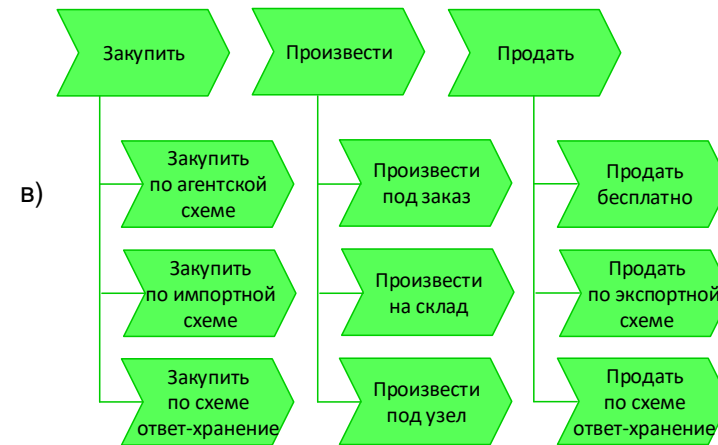 Закупить
Произвести
Продать
в)
Закупить
по агентской
схеме
Произвести
под заказ
Продать
бесплатно
Закупить
по импортной
схеме
Произвести
на склад
Продать
по экспортной
схеме
Закупить
по схеме
ответ-хранение
Произвести
под узел
Продать
по схеме
ответ-хранение